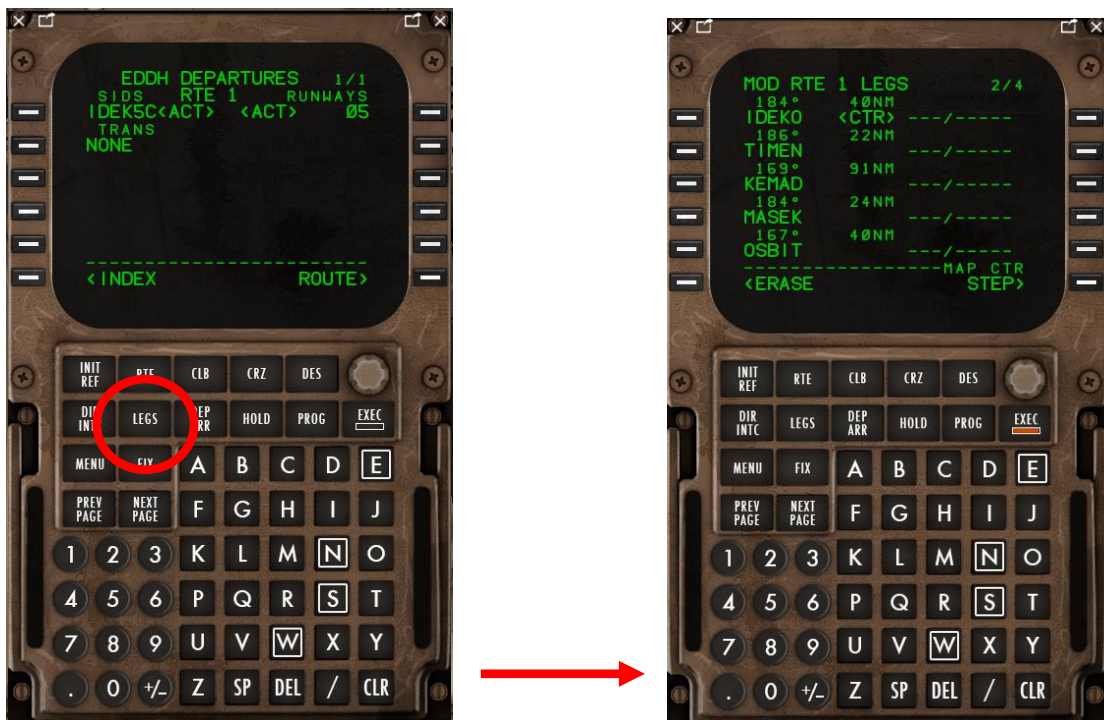 EDDH DEPARTURES 1/1
SIDS RTE 1 RUNWAYS
IDEK5C<ACT> <ACT> 05
TRANS
NONE
--------------------------
<INDEX ROUTE>
INIT REF RTE CLB CRZ DES
DIR INTC LEGS DEP ARR HOLD PROG EXEC
MENU FIX A B C D E
PREV PAGE NEXT PAGE F G H I J
1 2 3 K L M N O
4 5 6 P Q R S T
7 8 9 U V W X Y
. 0 +/- Z SP DEL / CLR
MOD RTE 1 LEGS 2/4
184° 40NM
IDEKO <CTR> ---/-----
186° 22NM
TIMEN ---/-----
169° 91NM
KEMAD ---/-----
184° 24NM
MASEK ---/-----
167° 40NM
OSBIT ---/-----
-------------------MAP CTR
<ERASE STEP>
INIT REF RTE CLB CRZ DES
DIR INTC LEGS DEP ARR HOLD PROG EXEC
MENU FIX A B C D E
PREV PAGE NEXT PAGE F G H I J
1 2 3 K L M N O
4 5 6 P Q R S T
7 8 9 U V W X Y
. 0 +/- Z SP DEL / CLR